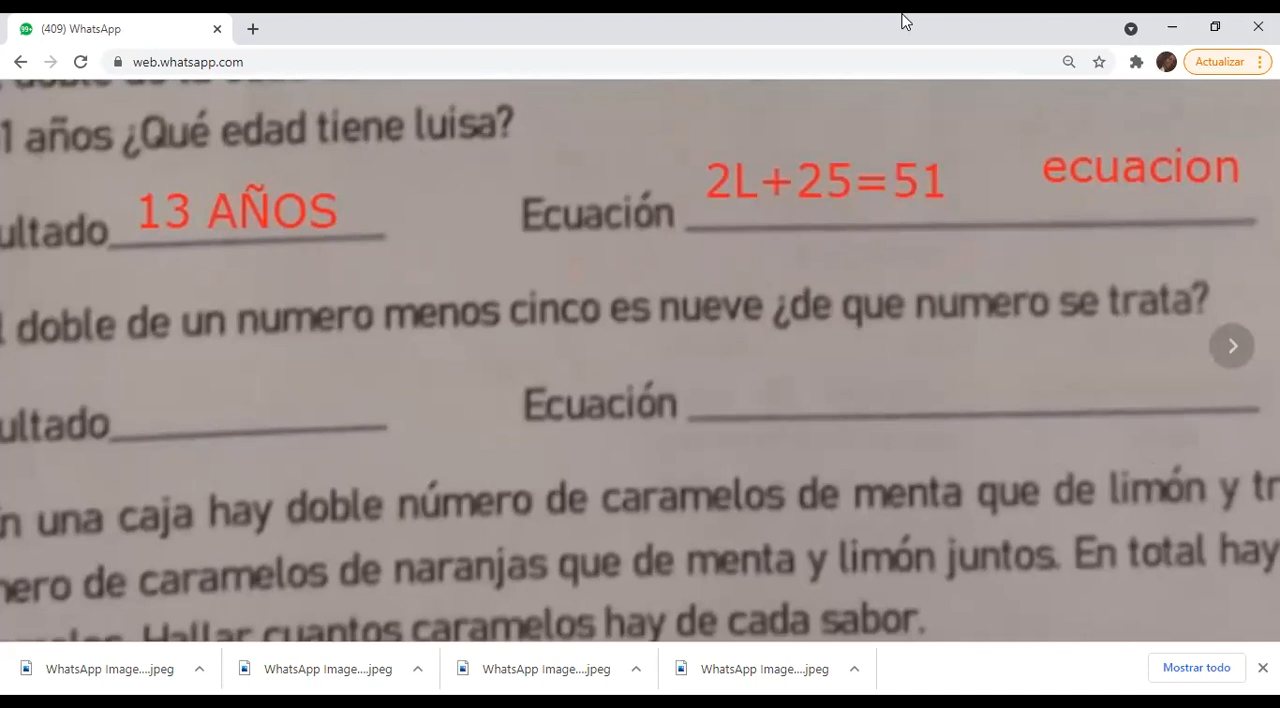 (409) WhatsApp
web.whatsapp.com
Actualizar
1 años ¿Qué edad tiene luisa?
2L+25=51 ecuacion
ultado 13 AÑOS Ecuación
doble de un numero menos cinco es nueve ¿de que numero se trata?
ultado Ecuación
n una caja hay doble número de caramelos de menta que de limón y tr
nero de caramelos de naranjas que de menta y limón juntos. En total hay
Hallar cuantos caramelos hay de cada sabor.
WhatsApp Image....jpeg WhatsApp Image....jpeg WhatsApp Image....jpeg WhatsApp Image....jpeg Mostrar todo